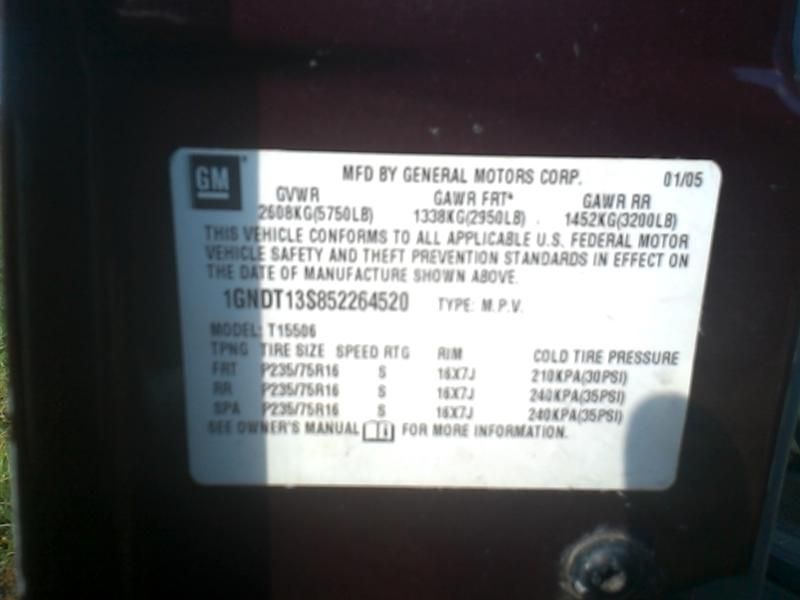 GM MFD BY GENERAL MOTORS CORP. 01/05
GVWR GAWR FRT* GAWR RR
2608KG(5750LB) 1338KG(2950LB) 1452KG(3200LB)
THIS VEHICLE CONFORMS TO ALL APPLICABLE U.S. FEDERAL MOTOR
VEHICLE SAFETY AND THEFT PREVENTION STANDARDS IN EFFECT ON
THE DATE OF MANUFACTURE SHOWN ABOVE.
1GNDT13S852264520 TYPE: M.P.V.
MODEL: T15506
TPNG TIRE SIZE SPEED RTG RIM COLD TIRE PRESSURE
FRT P235/75R16 S 16X7J 210KPA(30PSI)
RR P235/75R16 S 16X7J 240KPA(35PSI)
SPA P235/75R16 S 16X7J 240KPA(35PSI)
SEE OWNER'S MANUAL FOR MORE INFORMATION.